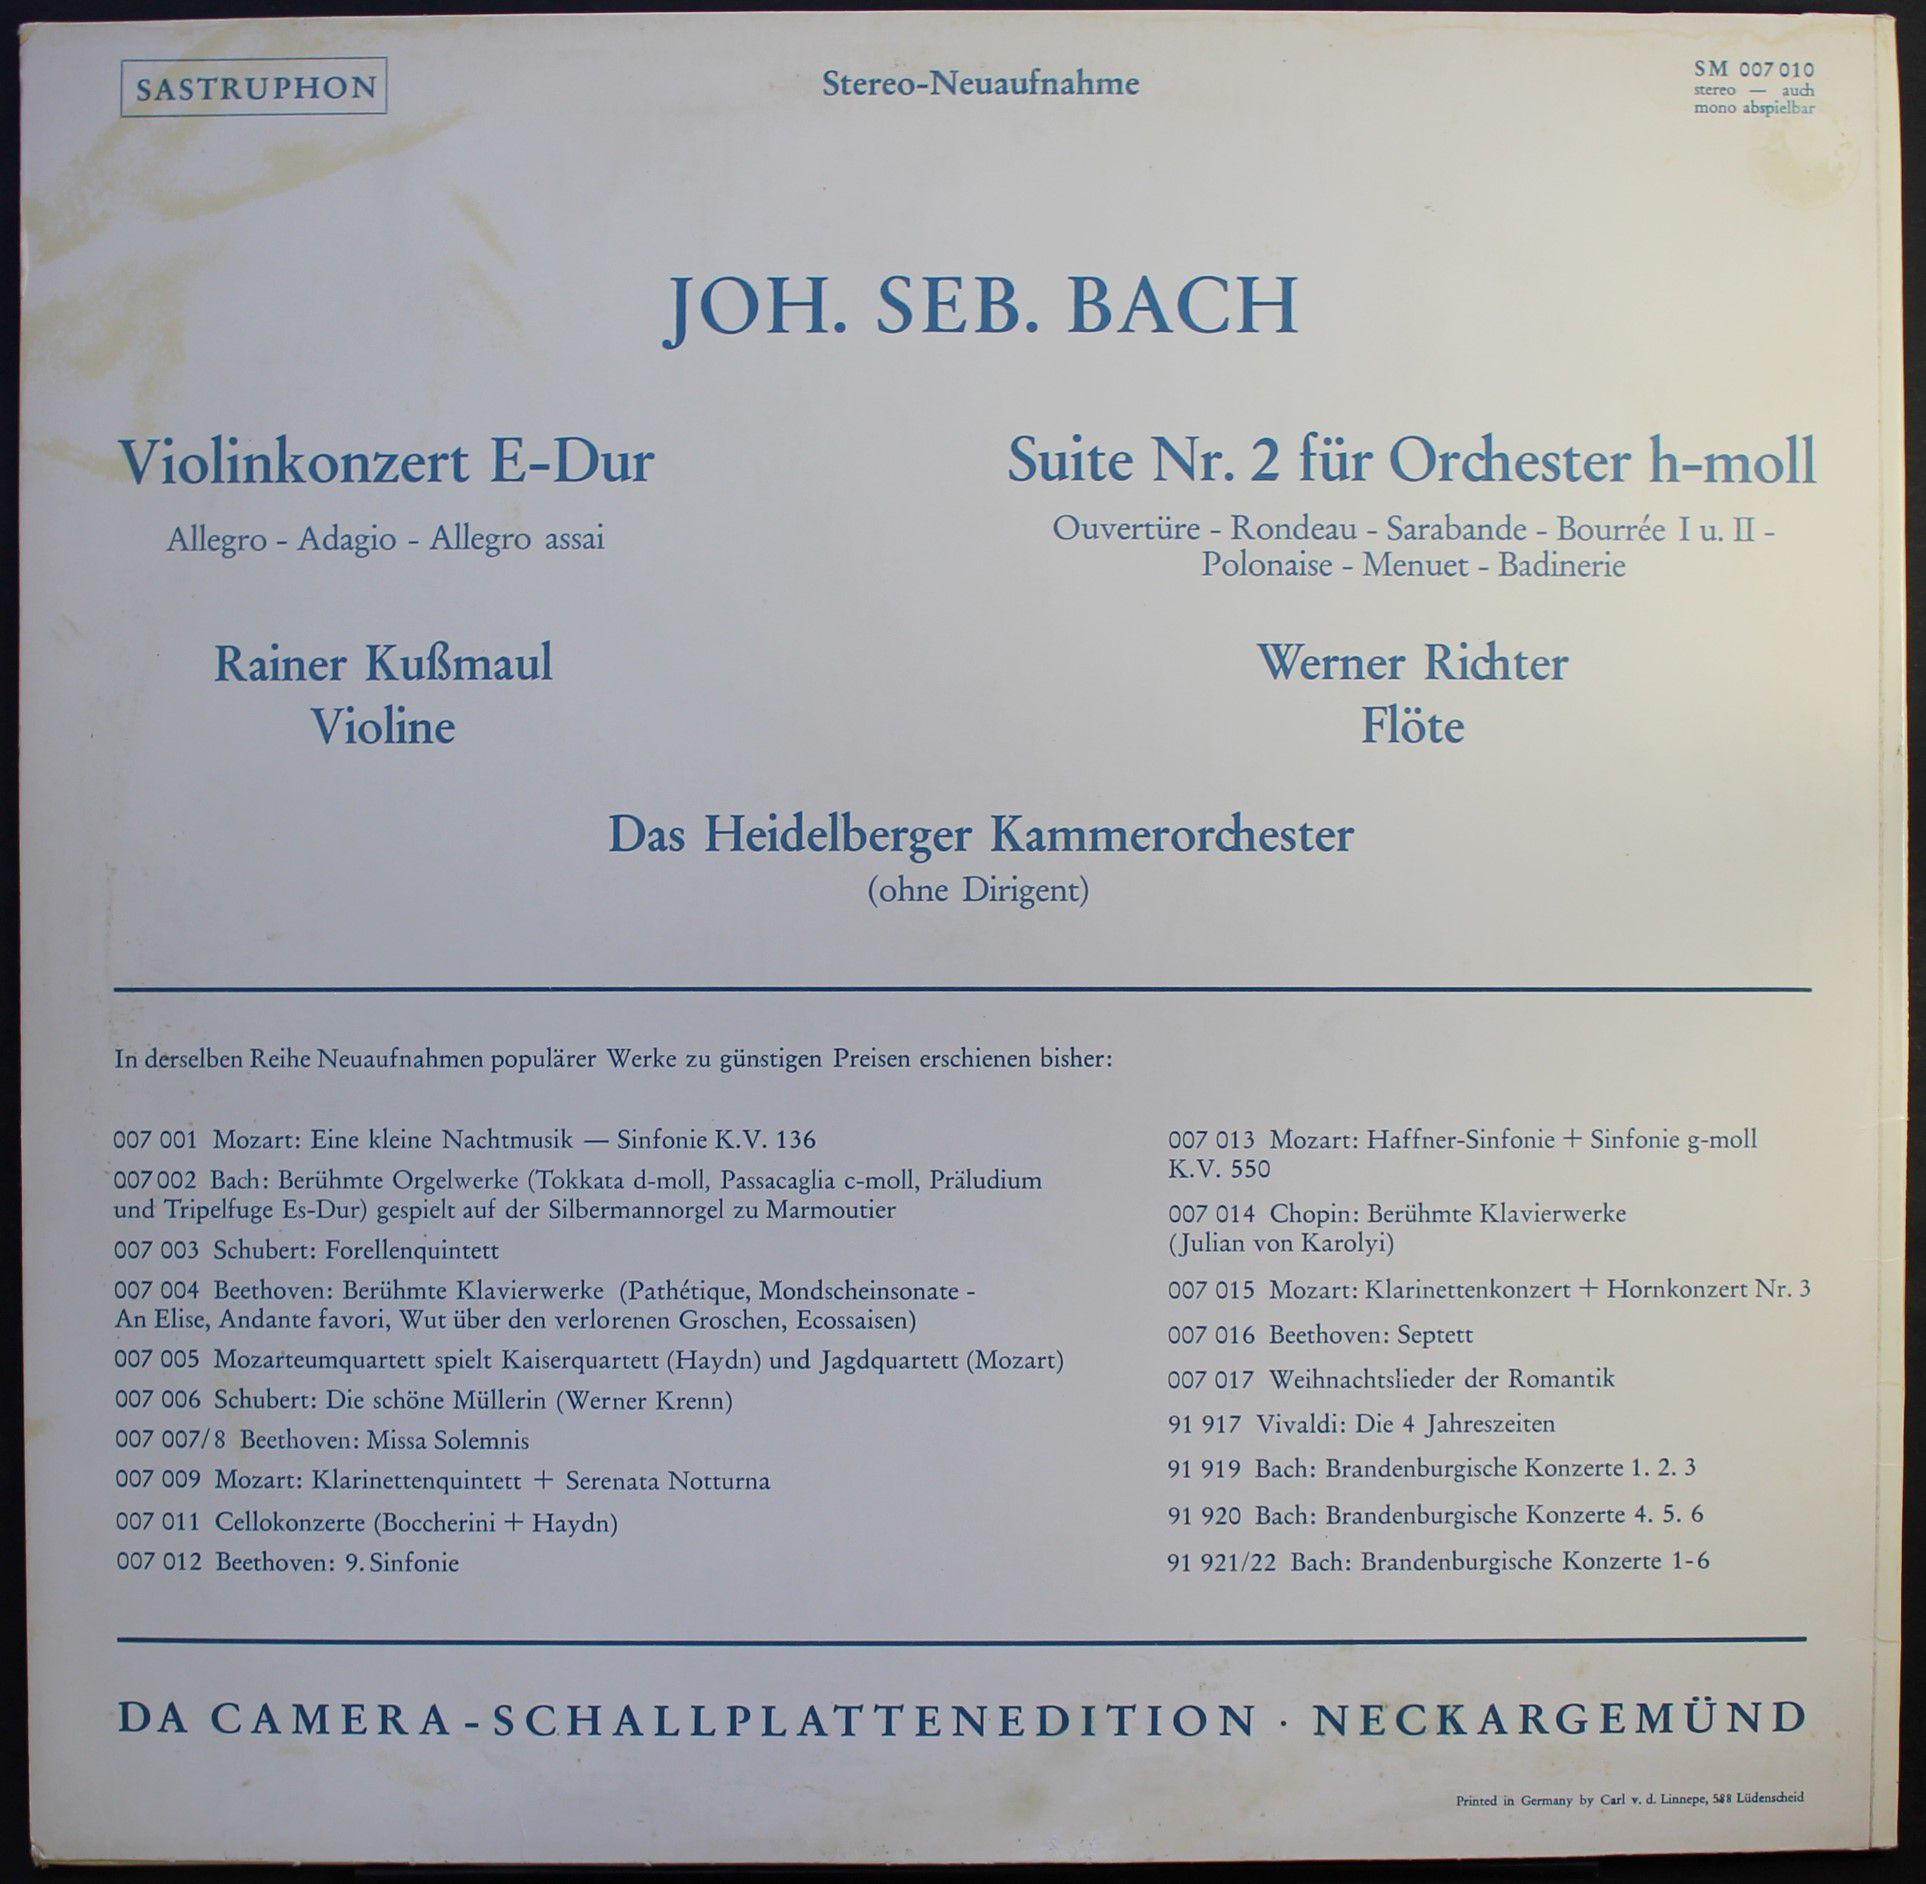 SASTRUPHON
Stereo-Neuaufnahme
SM 007 010
stereo — auch
mono abspielbar
JOH. SEB. BACH
Violinkonzert E-Dur
Allegro - Adagio - Allegro assai
Rainer Kußmaul
Violine
Suite Nr. 2 für Orchester h-moll
Ouvertüre - Rondeau - Sarabande - Bourrée I u. II -
Polonaise - Menuet - Badinerie
Werner Richter
Flöte
Das Heidelberger Kammerorchester
(ohne Dirigent)
In derselben Reihe Neuaufnahmen populärer Werke zu günstigen Preisen erschienen bisher:
007 001 Mozart: Eine kleine Nachtmusik — Sinfonie K.V. 136
007 002 Bach: Berühmte Orgelwerke (Tokkata d-moll, Passacaglia c-moll, Präludium
und Tripelfuge Es-Dur) gespielt auf der Silbermannorgel zu Marmoutier
007 003 Schubert: Forellenquintett
007 004 Beethoven: Berühmte Klavierwerke (Pathétique, Mondscheinsonate -
An Elise, Andante favori, Wut über den verlorenen Groschen, Ecossaisen)
007 005 Mozarteumquartett spielt Kaiserquartett (Haydn) und Jagdquartett (Mozart)
007 006 Schubert: Die schöne Müllerin (Werner Krenn)
007 007/8 Beethoven: Missa Solemnis
007 009 Mozart: Klarinettenquintett + Serenata Notturna
007 011 Cellokonzerte (Boccherini + Haydn)
007 012 Beethoven: 9. Sinfonie
007 013 Mozart: Haffner-Sinfonie + Sinfonie g-moll
K.V. 550
007 014 Chopin: Berühmte Klavierwerke
(Julian von Karolyi)
007 015 Mozart: Klarinettenkonzert + Hornkonzert Nr. 3
007 016 Beethoven: Septett
007 017 Weihnachtslieder der Romantik
91 917 Vivaldi: Die 4 Jahreszeiten
91 919 Bach: Brandenburgische Konzerte 1. 2. 3
91 920 Bach: Brandenburgische Konzerte 4. 5. 6
91 921/22 Bach: Brandenburgische Konzerte 1-6
DA CAMERA-SCHALLPLATTENEDITION · NECKARGEMÜND
Printed in Germany by Carl v. d. Linnepe, 588 Lüdenscheid